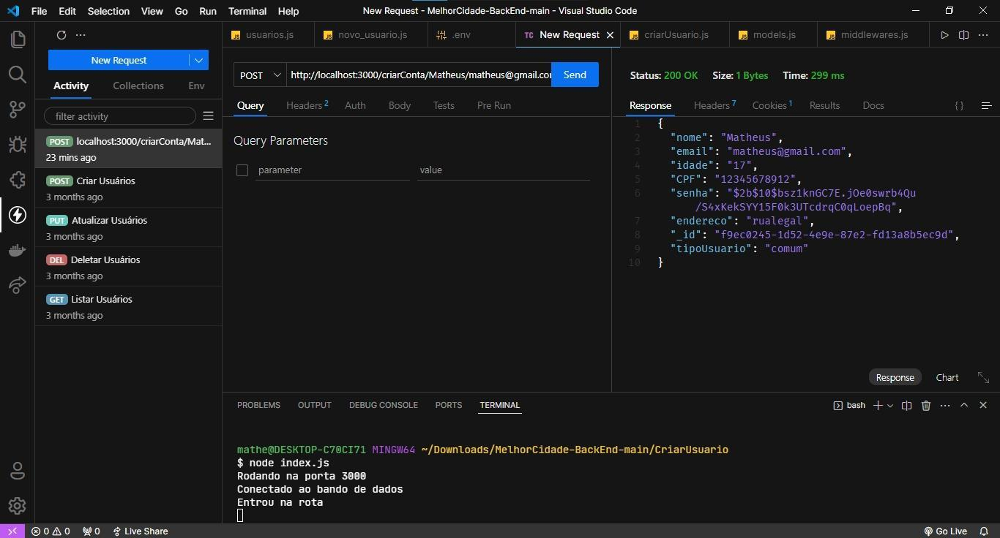 File Edit Selection View Go Run Terminal Help
New Request - MelhorCidade-BackEnd-main - Visual Studio Code
JS usuarios.js
JS novo_usuario.js
.env
TC New Request
JS criarUsuario.js
JS models.js
JS middlewares.js
New Request
Activity Collections Env
filter activity
POST localhost:3000/criarConta/Mat...
23 mins ago
POST Criar Usuários
3 months ago
PUT Atualizar Usuários
3 months ago
DEL Deletar Usuários
3 months ago
GET Listar Usuários
3 months ago
POST http://localhost:3000/criarConta/Matheus/matheus@gmail.co Send
Query Headers 2 Auth Body Tests Pre Run
Query Parameters
parameter value
Status: 200 OK Size: 1 Bytes Time: 299 ms
Response Headers 7 Cookies 1 Results Docs { }
1 {
2 "nome": "Matheus",
3 "email": "matheus@gmail.com",
4 "idade": "17",
5 "CPF": "12345678912",
6 "senha": "$2b$10$bsz1knGC7E.jOe0swrb4Qu
/S4xKekSYY15F0k3UTcdrqC0qLoepBq",
7 "endereco": "rualegal",
8 "_id": "f9ec0245-1d52-4e9e-87e2-fd13a8b5ec9d",
9 "tipoUsuario": "comum"
10 }
Response Chart
PROBLEMS OUTPUT DEBUG CONSOLE PORTS TERMINAL
bash
mathe@DESKTOP-C70CI71 MINGW64 ~/Downloads/MelhorCidade-BackEnd-main/CriarUsuario
$ node index.js
Rodando na porta 3000
Conectado ao bando de dados
Entrou na rota
0 0 0 Live Share
Go Live